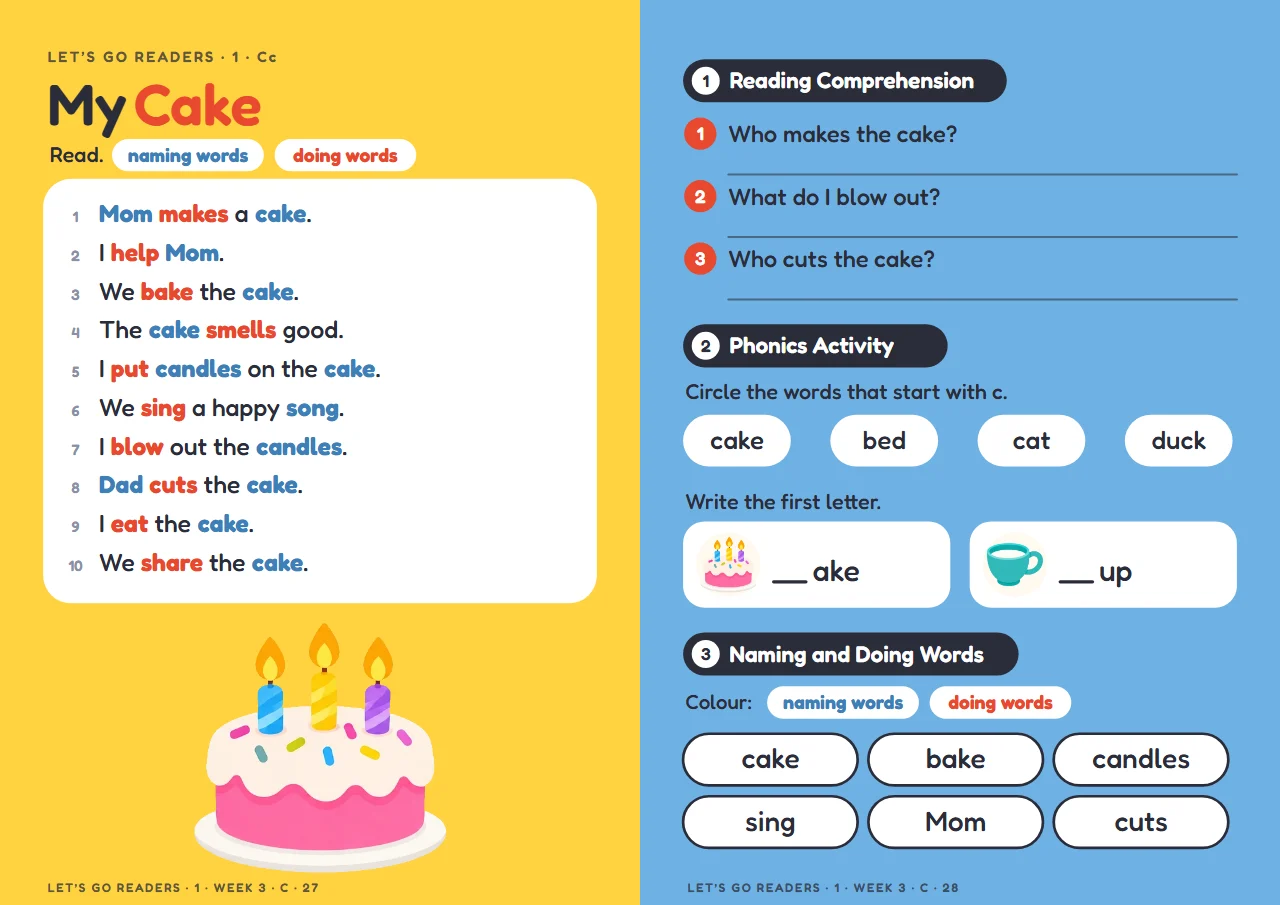 LET'S GO READERS · 1 · Cc
My Cake
Read. naming words doing words
1 Mom makes a cake.
2 I help Mom.
3 We bake the cake.
4 The cake smells good.
5 I put candles on the cake.
6 We sing a happy song.
7 I blow out the candles.
8 Dad cuts the cake.
9 I eat the cake.
10 We share the cake.
LET'S GO READERS · 1 · WEEK 3 · C · 27
1 Reading Comprehension
1 Who makes the cake?
2 What do I blow out?
3 Who cuts the cake?
2 Phonics Activity
Circle the words that start with c.
cake bed cat duck
Write the first letter.
__ake __up
3 Naming and Doing Words
Colour: naming words doing words
cake bake candles
sing Mom cuts
LET'S GO READERS · 1 · WEEK 3 · C · 28